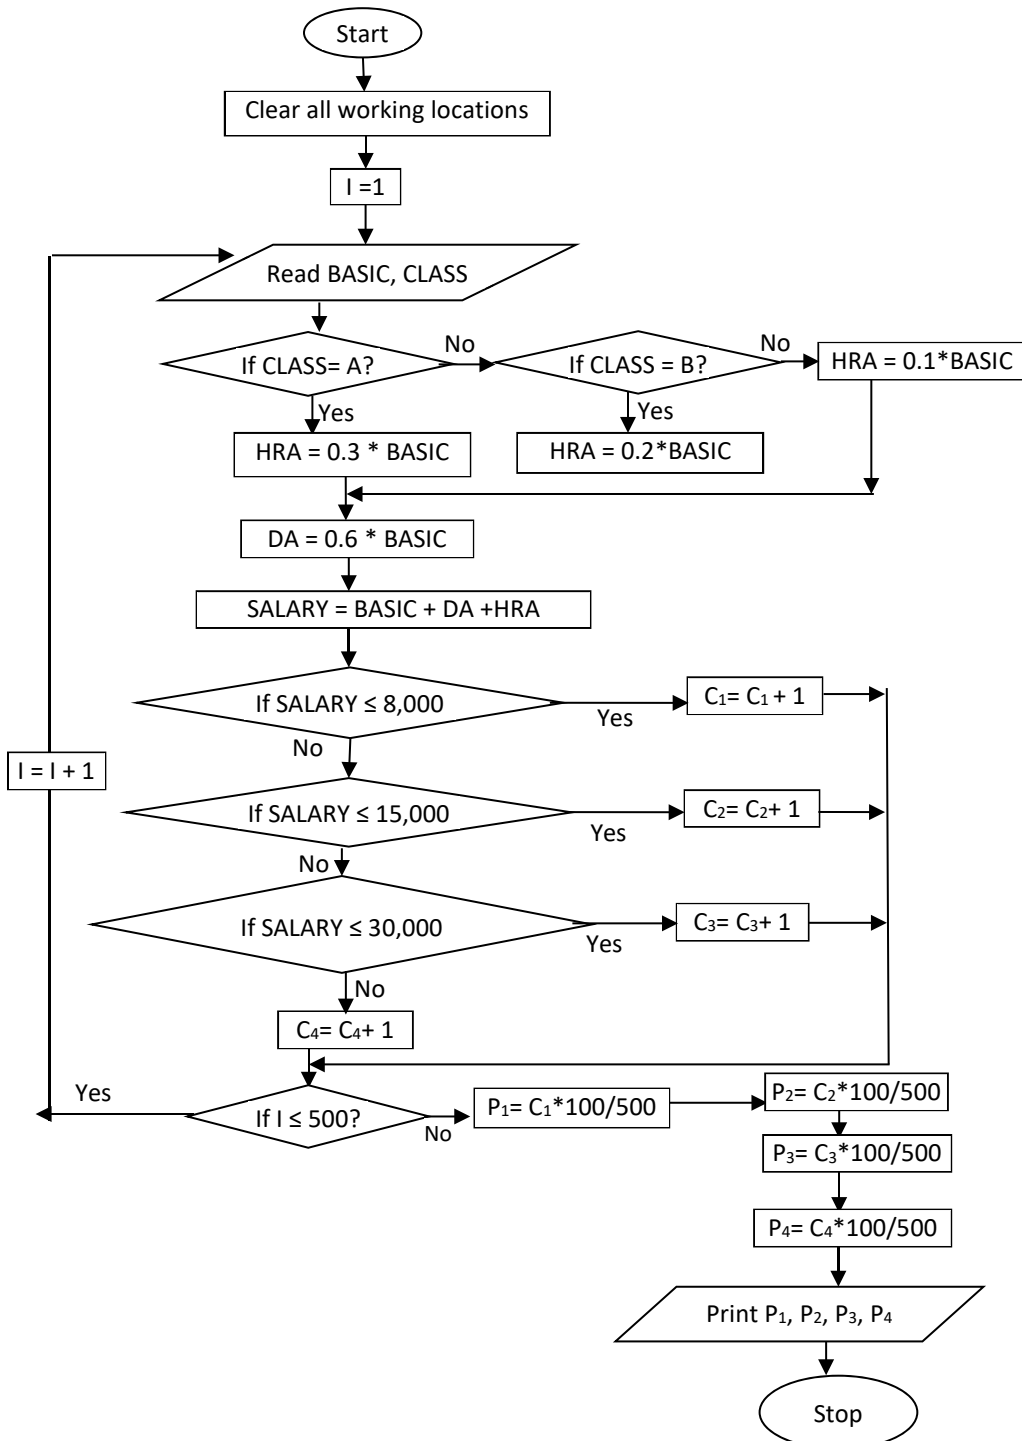 Start
Clear all working locations
I =1
Read BASIC, CLASS
If CLASS= A?
No
If CLASS = B?
No
HRA = 0.1*BASIC
Yes
Yes
HRA = 0.3 * BASIC
HRA = 0.2*BASIC
DA = 0.6 * BASIC
SALARY = BASIC + DA +HRA
If SALARY ≤ 8,000
Yes
C₁= C₁ + 1
No
I = I + 1
If SALARY ≤ 15,000
Yes
C₂= C₂+ 1
No
If SALARY ≤ 30,000
Yes
C₃= C₃+ 1
No
C₄= C₄+ 1
Yes
If I ≤ 500?
No
P₁= C₁*100/500
P₂= C₂*100/500
P₃= C₃*100/500
P₄= C₄*100/500
Print P₁, P₂, P₃, P₄
Stop